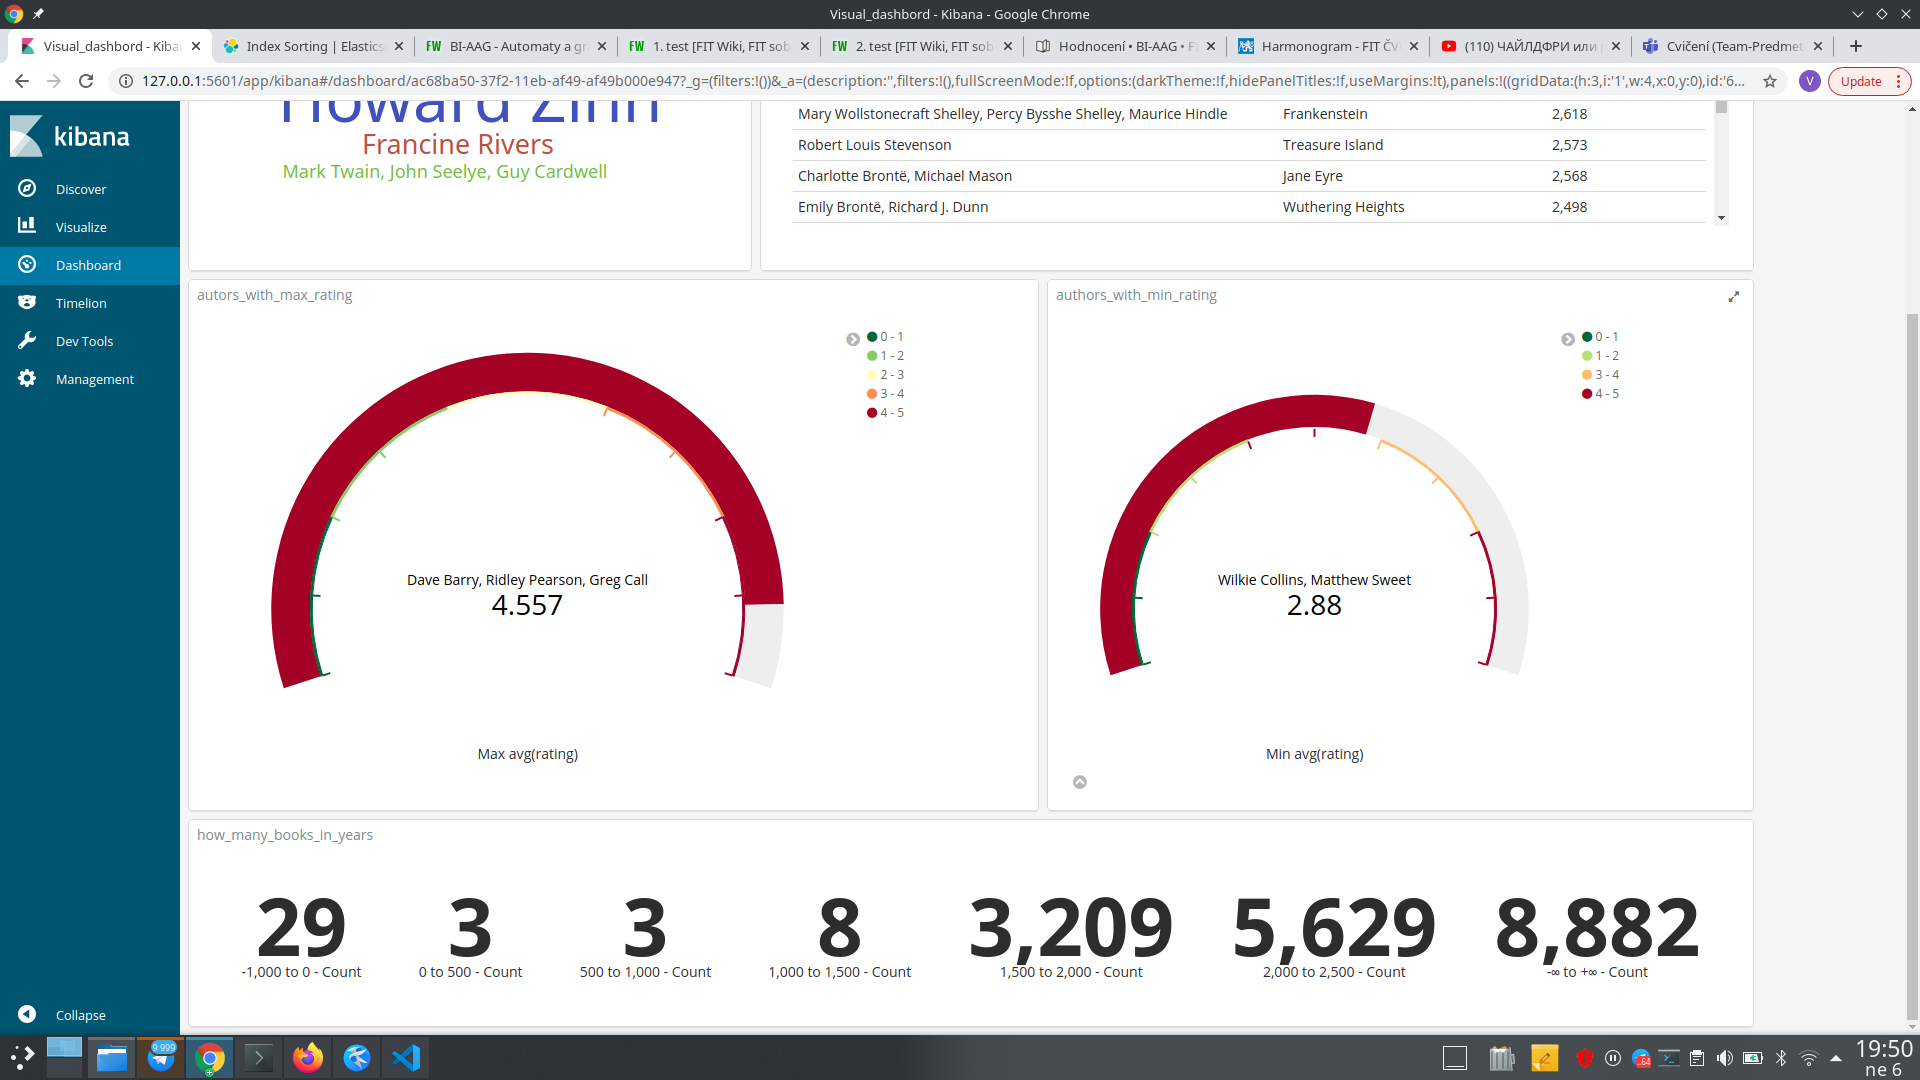 Visual_dashbord - Kibana - Google Chrome
Visual_dashbord - Kiba
Index Sorting | Elastics
FW BI-AAG - Automaty a gr
FW 1. test [FIT Wiki, FIT sob
FW 2. test [FIT Wiki, FIT sob
Hodnocení • BI-AAG • F
Harmonogram - FIT ČV
(110) ЧАЙЛДФРИ или
Cvičení (Team-Predmet
127.0.0.1:5601/app/kibana#/dashboard/ac68ba50-37f2-11eb-af49-af49b000e947?_g=(filters:!())&_a=(description:'',filters:!(),fullScreenMode:!f,options:(darkTheme:!f,hidePanelTitles:!f,useMargins:!t),panels:!((gridData:(h:3,i:'1',w:4,x:0,y:0),id:'6...
V
Update
kibana
Discover
Visualize
Dashboard
Timelion
Dev Tools
Management
Collapse
Howard Zinn
Francine Rivers
Mark Twain, John Seelye, Guy Cardwell
Mary Wollstonecraft Shelley, Percy Bysshe Shelley, Maurice Hindle Frankenstein 2,618
Robert Louis Stevenson Treasure Island 2,573
Charlotte Brontë, Michael Mason Jane Eyre 2,568
Emily Brontë, Richard J. Dunn Wuthering Heights 2,498
autors_with_max_rating
0 - 1
1 - 2
2 - 3
3 - 4
4 - 5
Dave Barry, Ridley Pearson, Greg Call
4.557
Max avg(rating)
authors_with_min_rating
0 - 1
1 - 2
3 - 4
4 - 5
Wilkie Collins, Matthew Sweet
2.88
Min avg(rating)
how_many_books_in_years
29 3 3 8 3,209 5,629 8,882
-1,000 to 0 - Count 0 to 500 - Count 500 to 1,000 - Count 1,000 to 1,500 - Count 1,500 to 2,000 - Count 2,000 to 2,500 - Count -∞ to +∞ - Count
9 999
64
19:50
ne 6